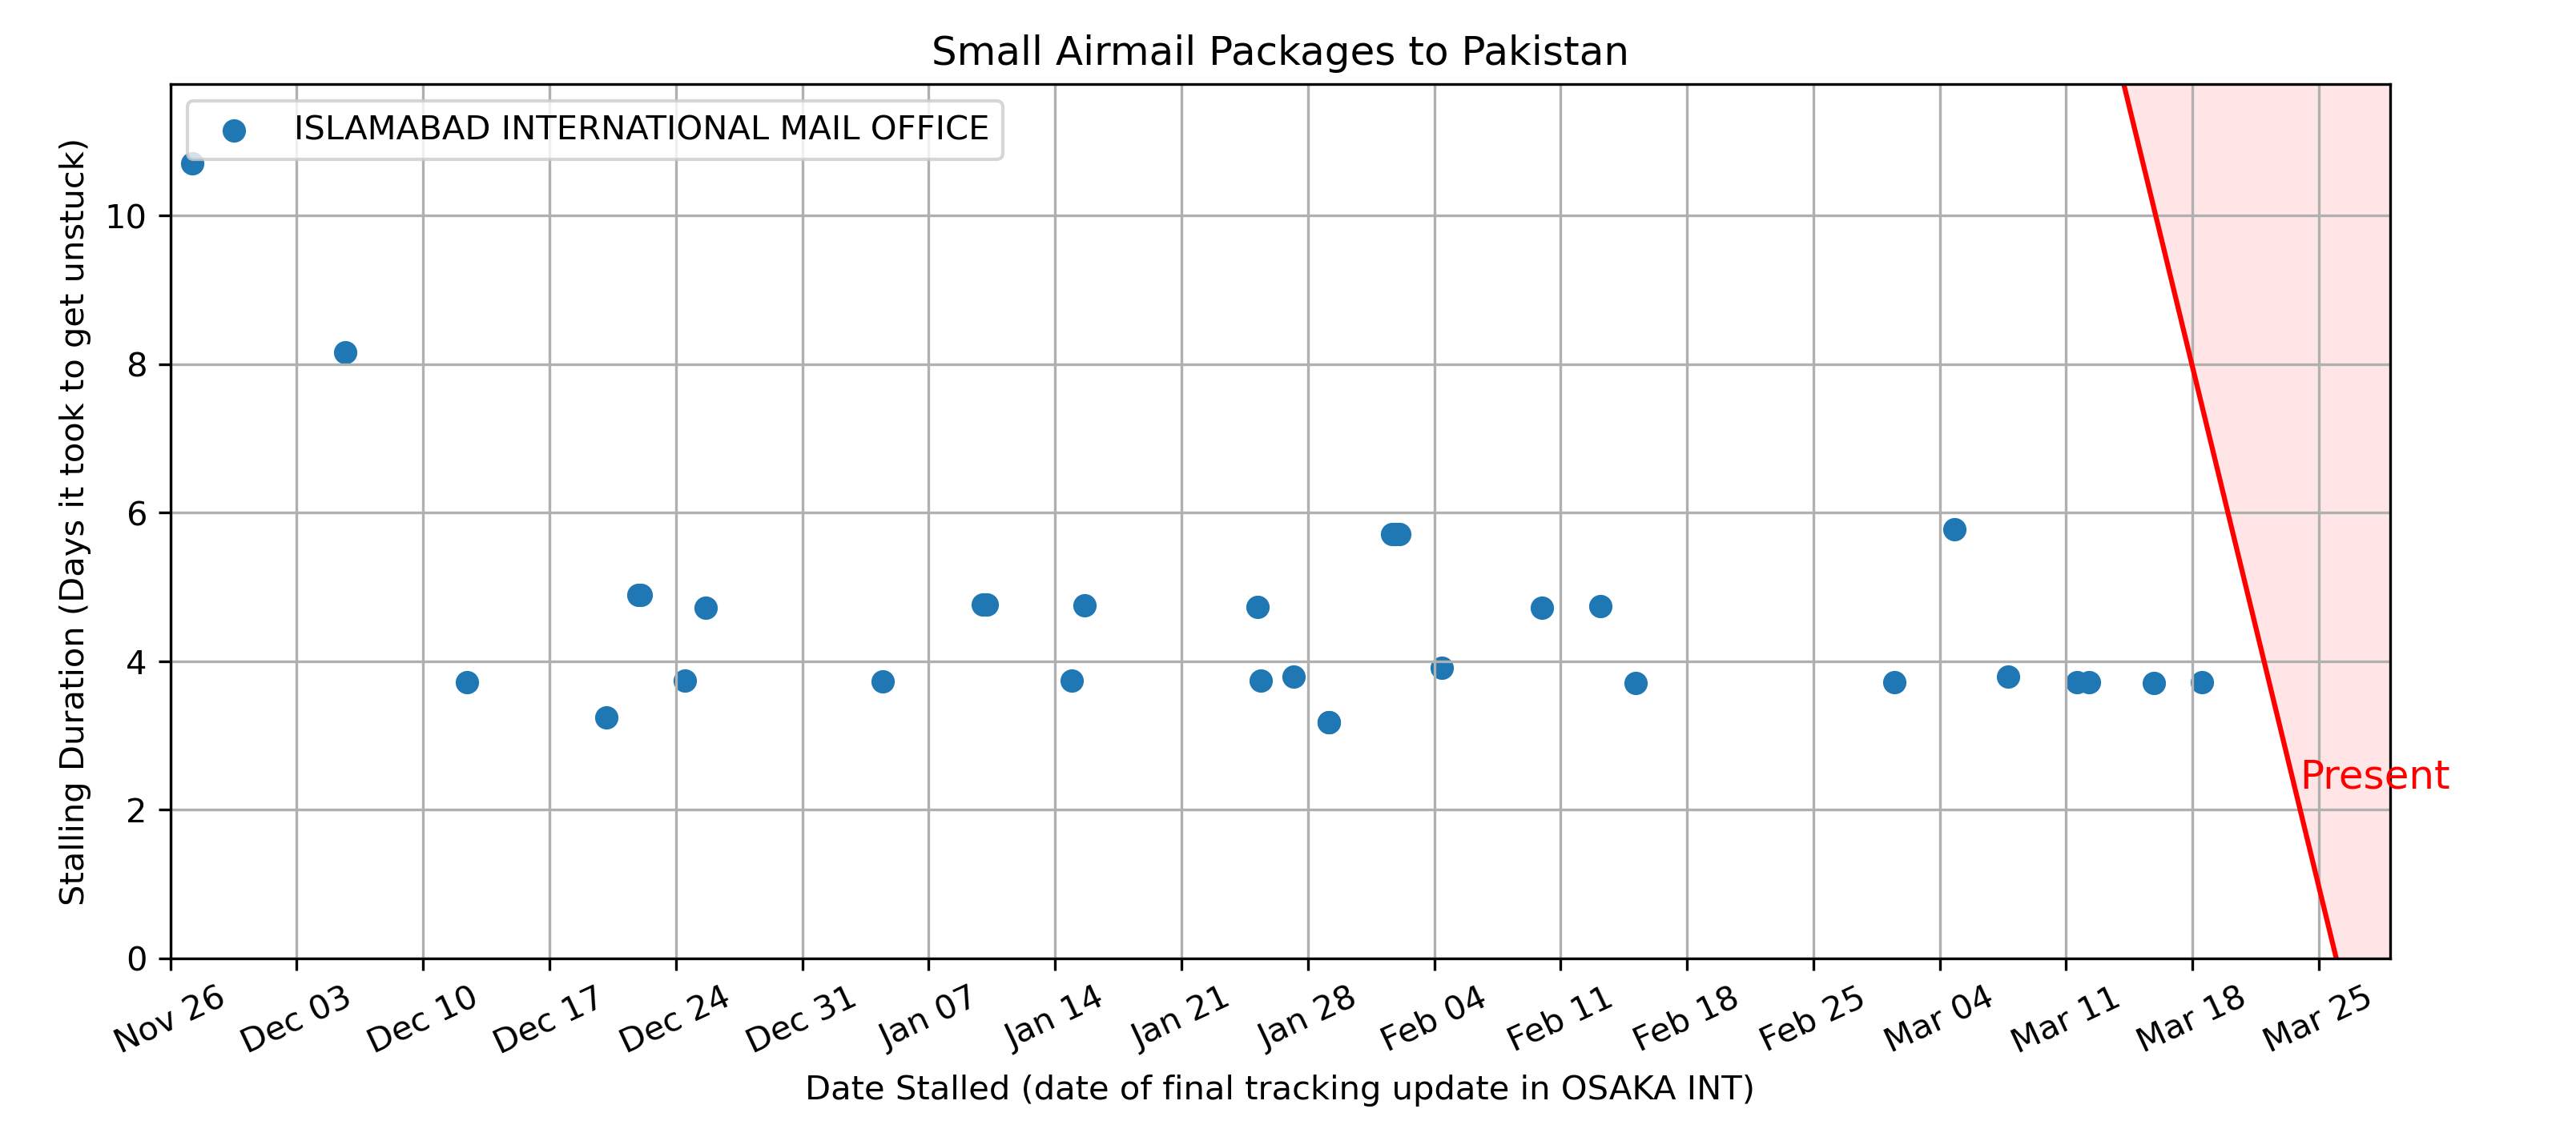 Small Airmail Packages to Pakistan
ISLAMABAD INTERNATIONAL MAIL OFFICE
Stalling Duration (Days it took to get unstuck)
10
8
6
4
2
0
Present
Nov 26
Dec 03
Dec 10
Dec 17
Dec 24
Dec 31
Jan 07
Jan 14
Jan 21
Jan 28
Feb 04
Feb 11
Feb 18
Feb 25
Mar 04
Mar 11
Mar 18
Mar 25
Date Stalled (date of final tracking update in OSAKA INT)